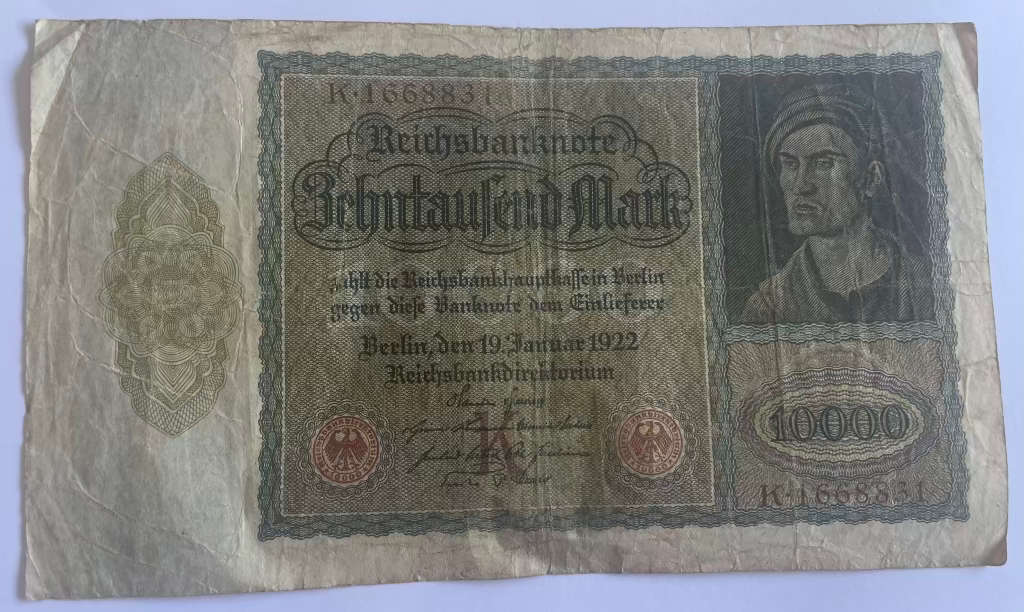 K·1668831
Reichsbanknote
Zehntausend Mark
zahlt die Reichsbankhauptkasse in Berlin
gegen diese Banknote dem Einlieferer
Berlin, den 19. Januar 1922
Reichsbankdirektorium
K
10000
K·1668831